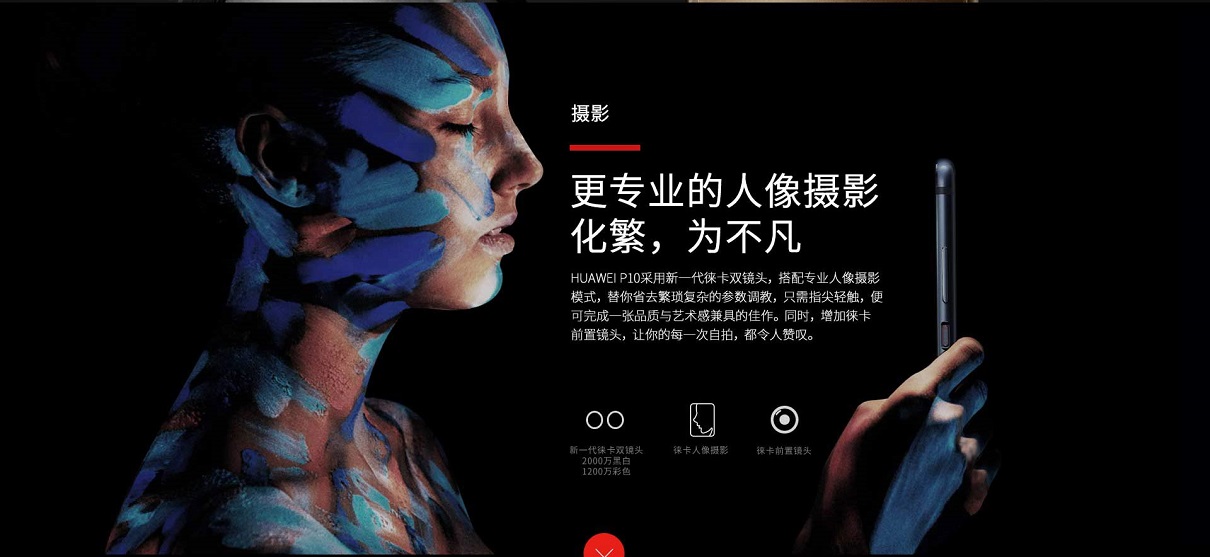 摄影
更专业的人像摄影
化繁，为不凡
HUAWEI P10采用新一代徕卡双镜头，搭配专业人像摄影
模式，替你省去繁琐复杂的参数调教，只需指尖轻触，便
可完成一张品质与艺术感兼具的佳作。同时，增加徕卡
前置镜头，让你的每一次自拍，都令人赞叹。
新一代徕卡双镜头
2000万黑白
1200万彩色
徕卡人像摄影
徕卡前置镜头